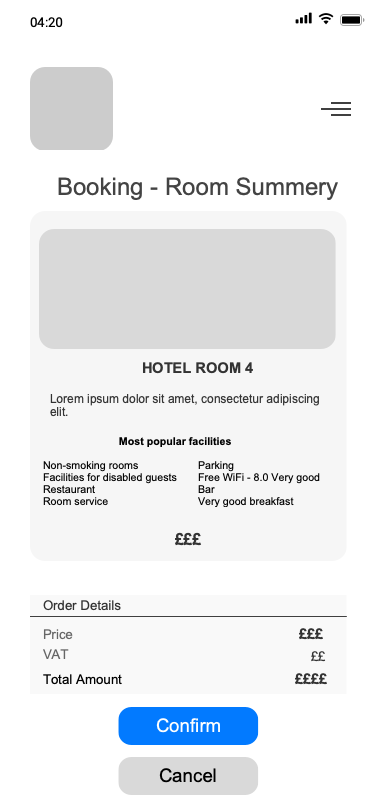 04:20
Booking - Room Summery
HOTEL ROOM 4
Lorem ipsum dolor sit amet, consectetur adipiscing
elit.
Most popular facilities
Non-smoking rooms
Facilities for disabled guests
Restaurant
Room service
Parking
Free WiFi - 8.0 Very good
Bar
Very good breakfast
£££
Order Details
Price £££
VAT ££
Total Amount ££££
Confirm
Cancel